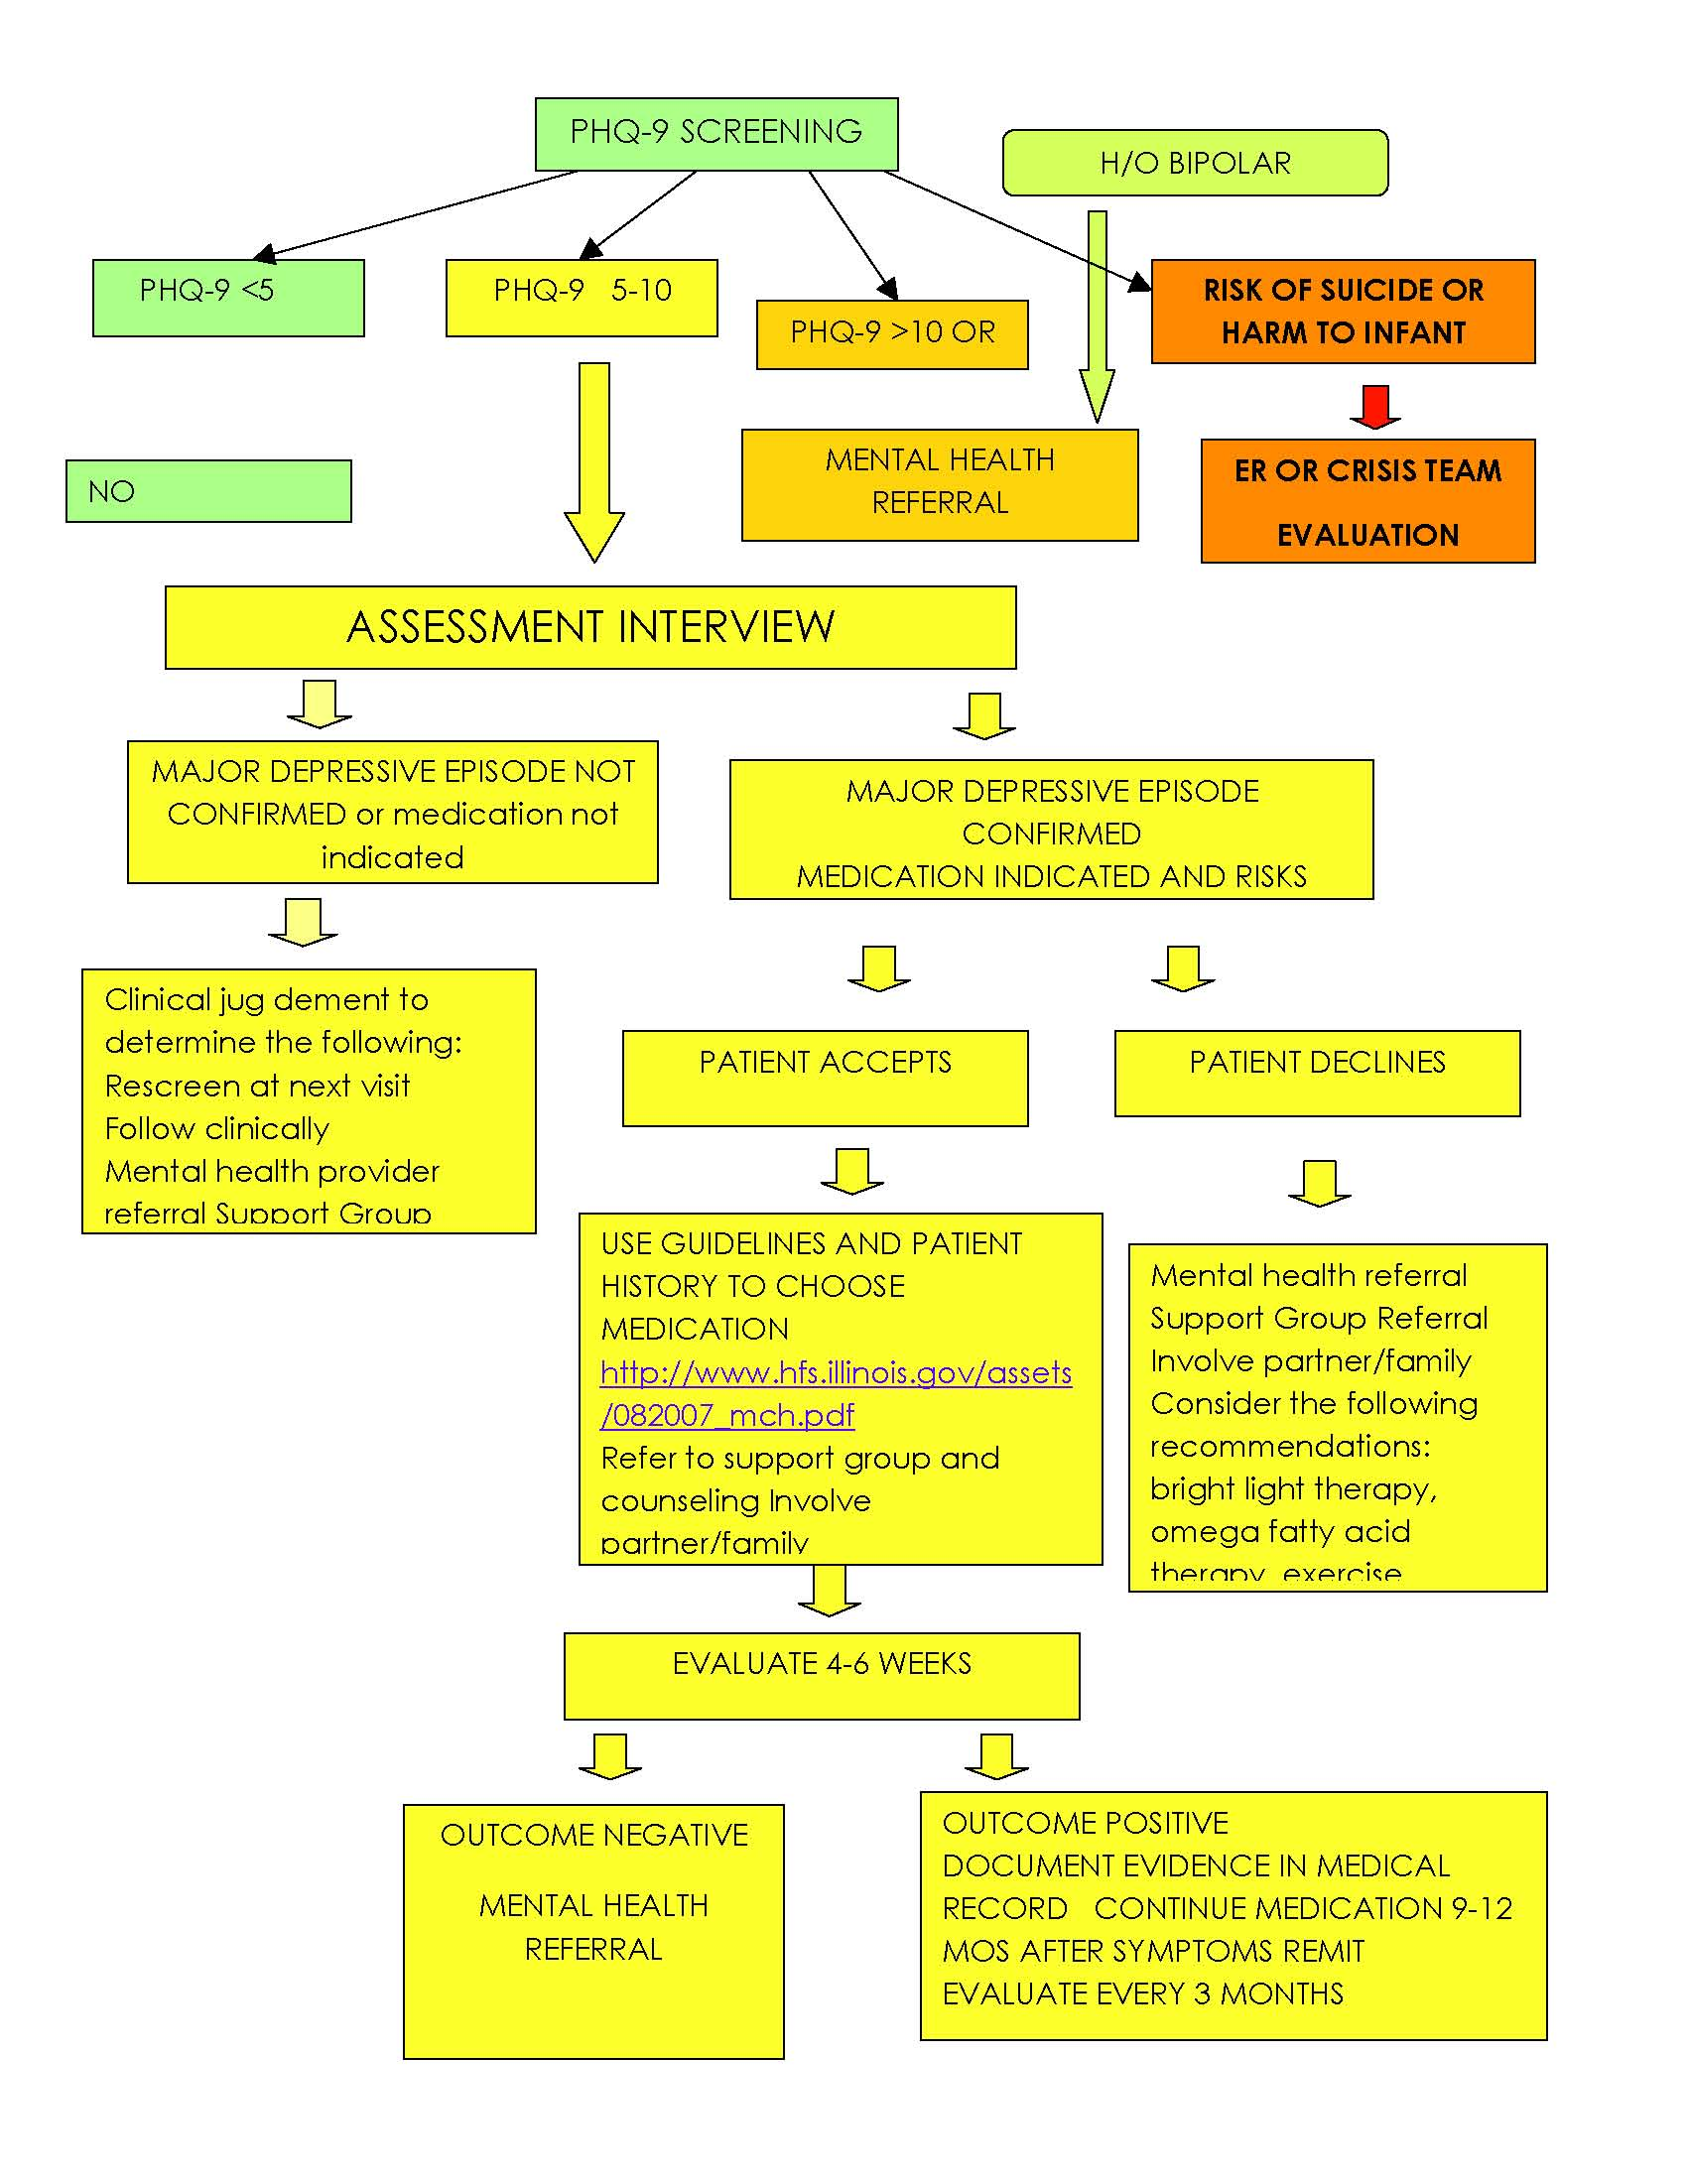 PHQ-9 SCREENING
H/O BIPOLAR
PHQ-9 <5
PHQ-9 5-10
PHQ-9 >10 OR
RISK OF SUICIDE OR
HARM TO INFANT
NO
MENTAL HEALTH
REFERRAL
ER OR CRISIS TEAM
EVALUATION
ASSESSMENT INTERVIEW
MAJOR DEPRESSIVE EPISODE NOT
CONFIRMED or medication not
indicated
MAJOR DEPRESSIVE EPISODE
CONFIRMED
MEDICATION INDICATED AND RISKS
Clinical jug dement to
determine the following:
Rescreen at next visit
Follow clinically
Mental health provider
referral Support Group
PATIENT ACCEPTS
PATIENT DECLINES
USE GUIDELINES AND PATIENT
HISTORY TO CHOOSE
MEDICATION
http://www.hfs.illinois.gov/assets
/082007_mch.pdf
Refer to support group and
counseling Involve
partner/family
Mental health referral
Support Group Referral
Involve partner/family
Consider the following
recommendations:
bright light therapy,
omega fatty acid
therapy, exercise
EVALUATE 4-6 WEEKS
OUTCOME NEGATIVE
MENTAL HEALTH
REFERRAL
OUTCOME POSITIVE
DOCUMENT EVIDENCE IN MEDICAL
RECORD CONTINUE MEDICATION 9-12
MOS AFTER SYMPTOMS REMIT
EVALUATE EVERY 3 MONTHS